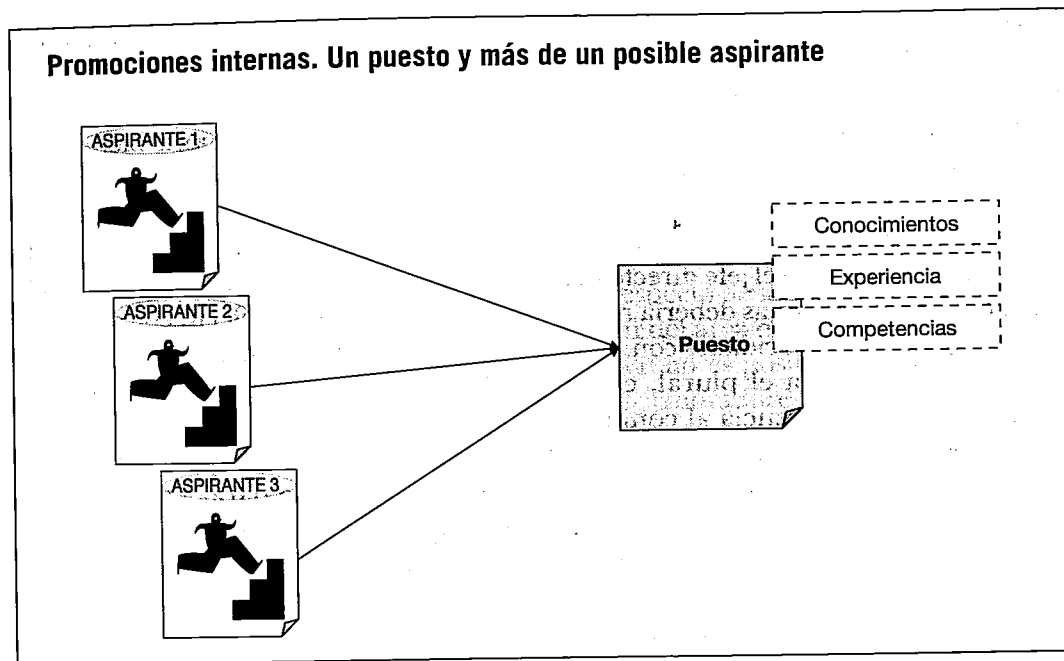 Promociones internas. Un puesto y más de un posible aspirante
ASPIRANTE 1
ASPIRANTE 2
ASPIRANTE 3
Conocimientos
Experiencia
Competencias
Puesto